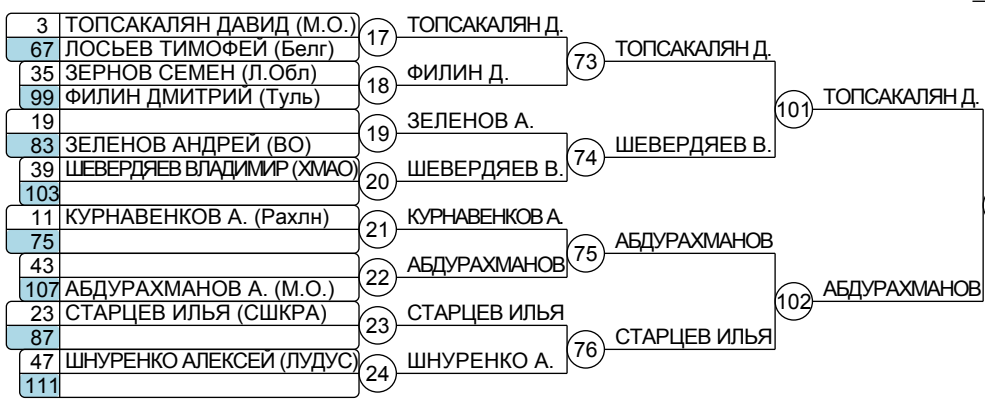 3 ТОПСАКАЛЯН ДАВИД (М.О.)
67 ЛОСЬЕВ ТИМОФЕЙ (Белг)
35 ЗЕРНОВ СЕМЕН (Л.Обл)
99 ФИЛИН ДМИТРИЙ (Туль)
19
83 ЗЕЛЕНОВ АНДРЕЙ (ВО)
39 ШЕВЕРДЯЕВ ВЛАДИМИР (ХМАО)
103
11 КУРНАВЕНКОВ А. (Рахлн)
75
43
107 АБДУРАХМАНОВ А. (М.О.)
23 СТАРЦЕВ ИЛЬЯ (СШКРА)
87
47 ШНУРЕНКО АЛЕКСЕЙ (ЛУДУС)
111
17 ТОПСАКАЛЯН Д.
18 ФИЛИН Д.
19 ЗЕЛЕНОВ А.
20 ШЕВЕРДЯЕВ В.
21 КУРНАВЕНКОВ А.
22 АБДУРАХМАНОВ
23 СТАРЦЕВ ИЛЬЯ
24 ШНУРЕНКО А.
73 ТОПСАКАЛЯН Д.
74 ШЕВЕРДЯЕВ В.
75 АБДУРАХМАНОВ
76 СТАРЦЕВ ИЛЬЯ
101 ТОПСАКАЛЯН Д.
102 АБДУРАХМАНОВ